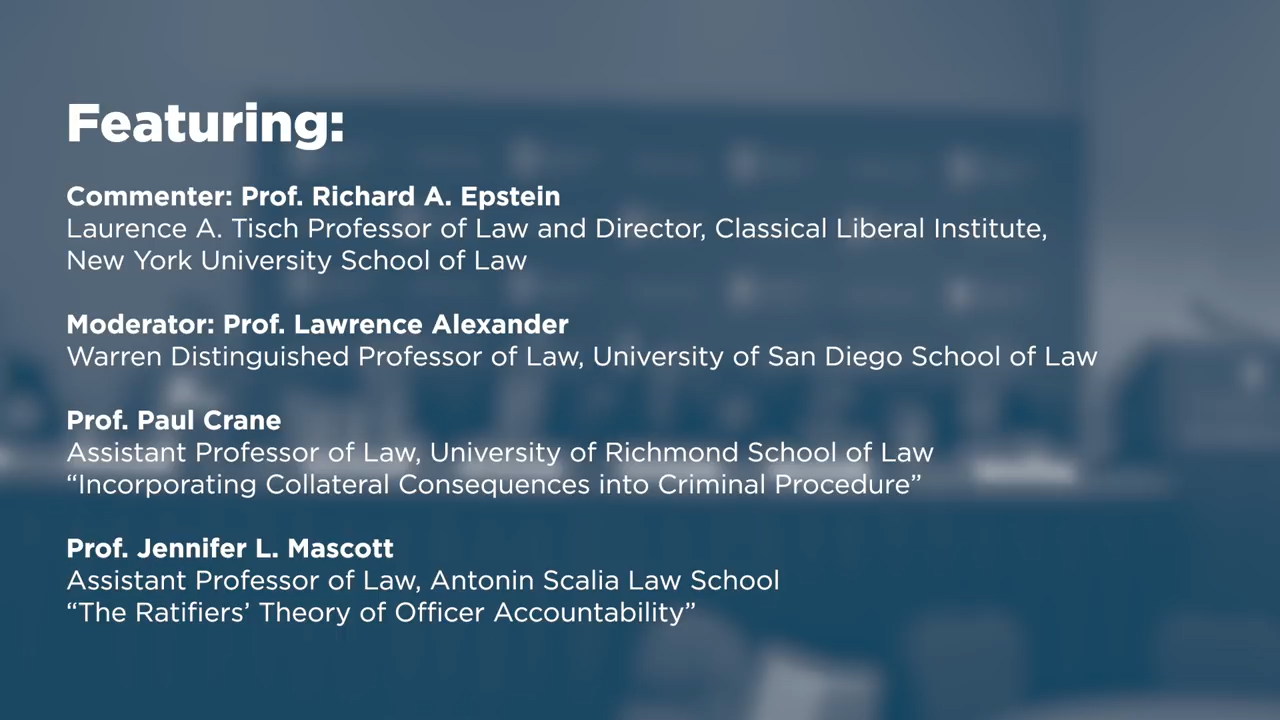 Featuring:
Commenter: Prof. Richard A. Epstein
Laurence A. Tisch Professor of Law and Director, Classical Liberal Institute,
New York University School of Law
Moderator: Prof. Lawrence Alexander
Warren Distinguished Professor of Law, University of San Diego School of Law
Prof. Paul Crane
Assistant Professor of Law, University of Richmond School of Law
“Incorporating Collateral Consequences into Criminal Procedure”
Prof. Jennifer L. Mascott
Assistant Professor of Law, Antonin Scalia Law School
“The Ratifiers’ Theory of Officer Accountability”